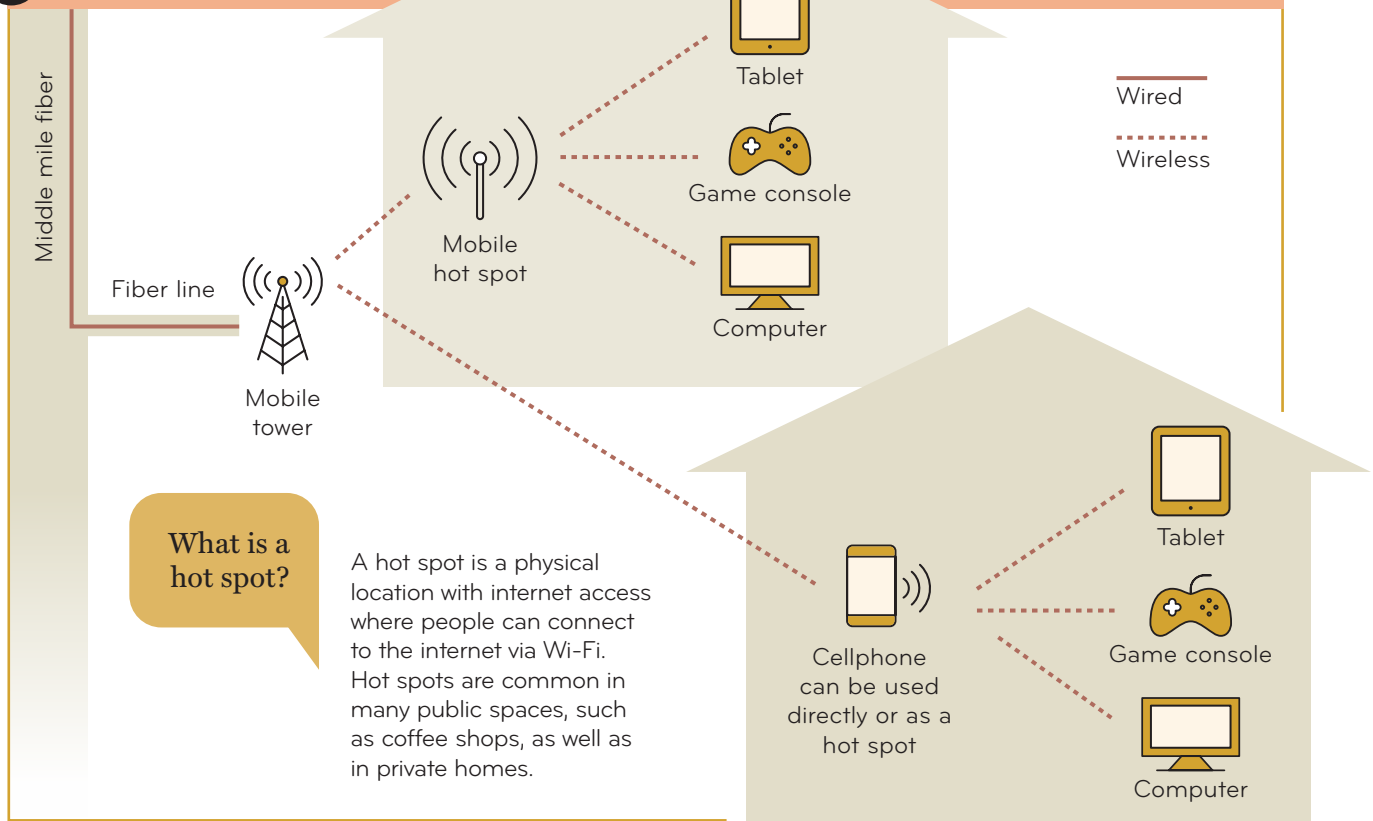 Middle mile fiber
Fiber line
Mobile
tower
Mobile
hot spot
Tablet
Game console
Computer
Wired
Wireless
What is a
hot spot?
A hot spot is a physical
location with internet access
where people can connect
to the internet via Wi-Fi.
Hot spots are common in
many public spaces, such
as coffee shops, as well as
in private homes.
Cellphone
can be used
directly or as a
hot spot
Tablet
Game console
Computer